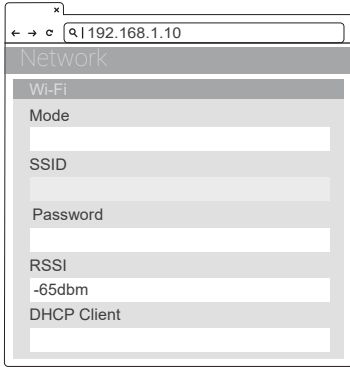 192.168.1.10
Network
Wi-Fi
Mode
SSID
Password
RSSI
-65dbm
DHCP Client